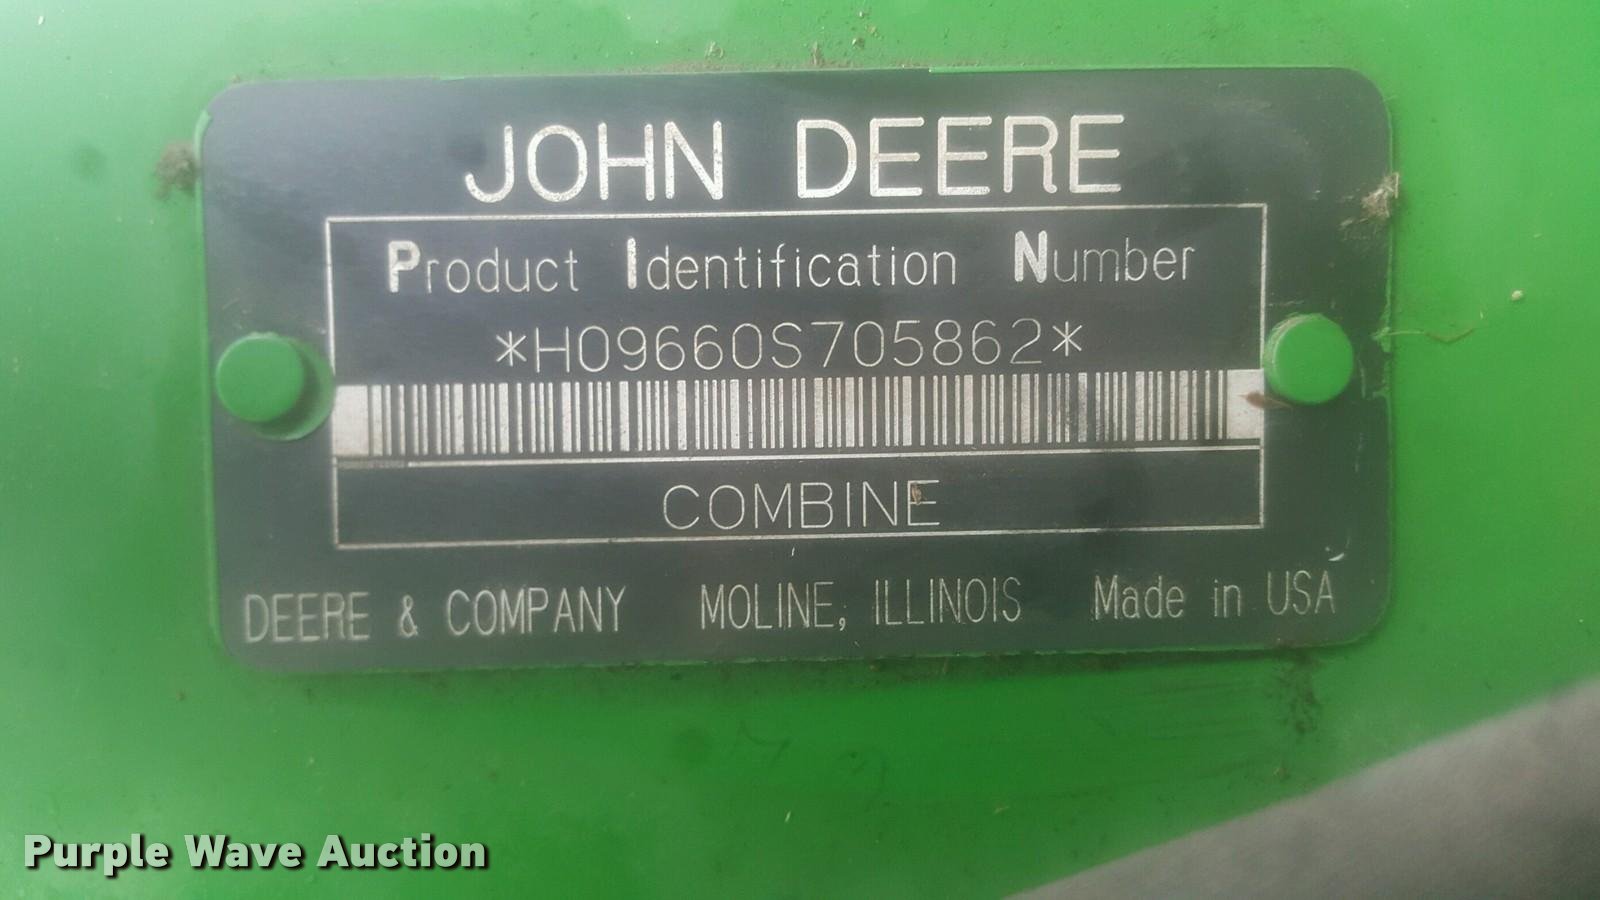 JOHN DEERE
Product Identification Number
*H09660S705862*
COMBINE
DEERE & COMPANY MOLINE, ILLINOIS Made in USA
Purple Wave Auction